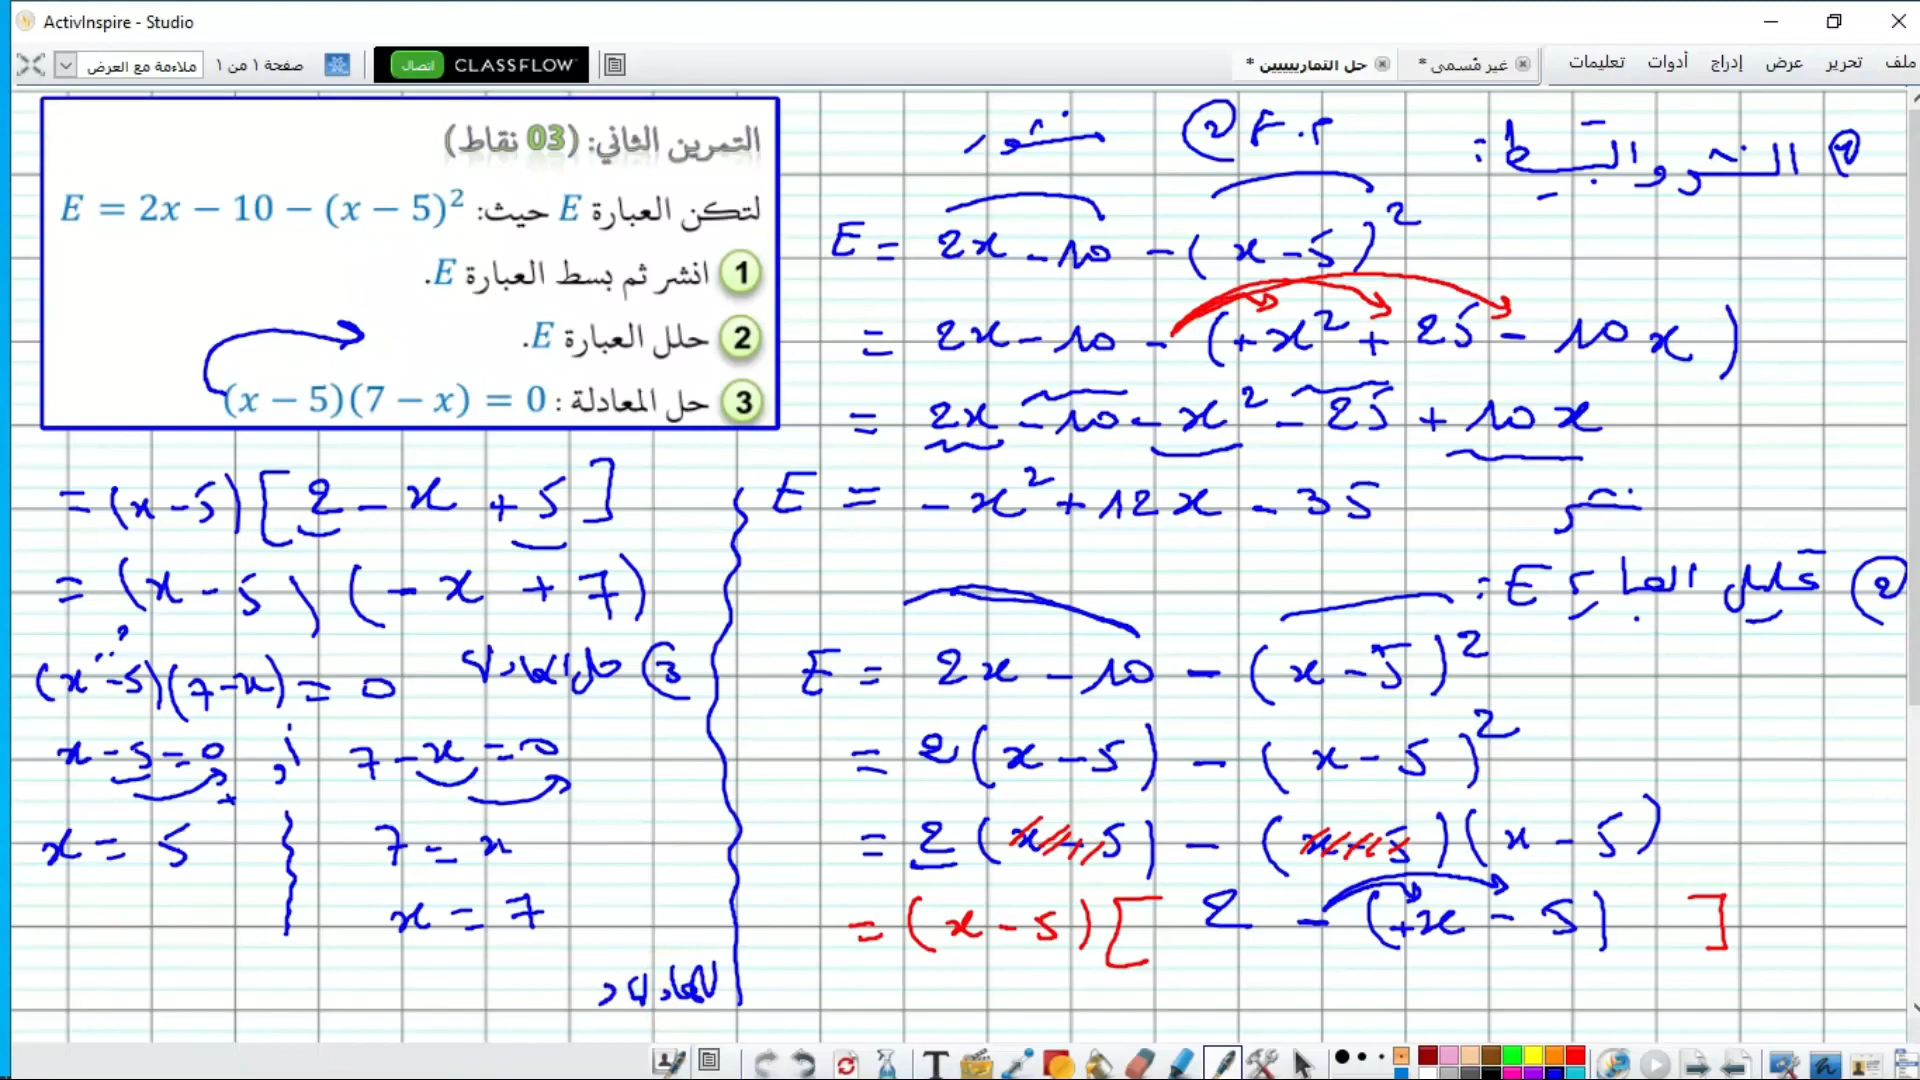 ActivInspire - Studio
ملف تحرير عرض إدراج أدوات تعليمات
غير مُسمى *
حل التماريييين *
CLASSFLOW
اتصال
صفحة ١ من ١
ملاءمة مع العرض
التمرين الثاني: (03 نقاط)
لتكن العبارة E حيث: E = 2x − 10 − (x − 5)²
1 انشر ثم بسط العبارة E.
2 حلل العبارة E.
3 حل المعادلة : (x − 5)(7 − x) = 0
النشر والتبسيط :
E = 2x - 10 - (x - 5)²
= 2x - 10 - (+x² + 25 - 10x)
= 2x - 10 - x² - 25 + 10x
E = -x² + 12x - 35
② تحليل العبارة E :
E = 2x - 10 - (x - 5)²
= 2(x - 5) - (x - 5)²
= 2(x - 5) - (x - 5)(x - 5)
= (x - 5)[ 2 - (+x - 5) ]
= (x - 5)[2 - x + 5]
= (x - 5)(-x + 7)
3) حل المعادلة
(x - 5)(7 - x) = 0
x - 5 = 0 أو 7 - x = 0
x = 5
7 = x
x = 7